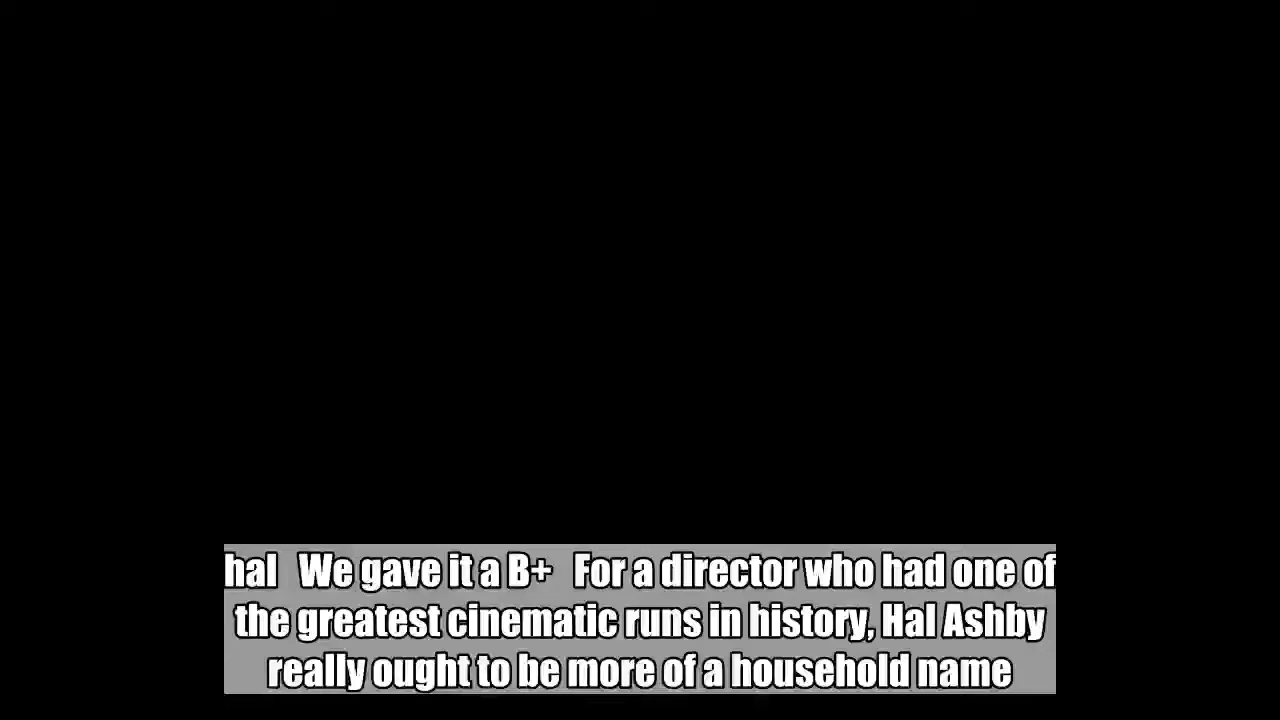 hal We gave it a B+ For a director who had one of
the greatest cinematic runs in history, Hal Ashby
really ought to be more of a household name